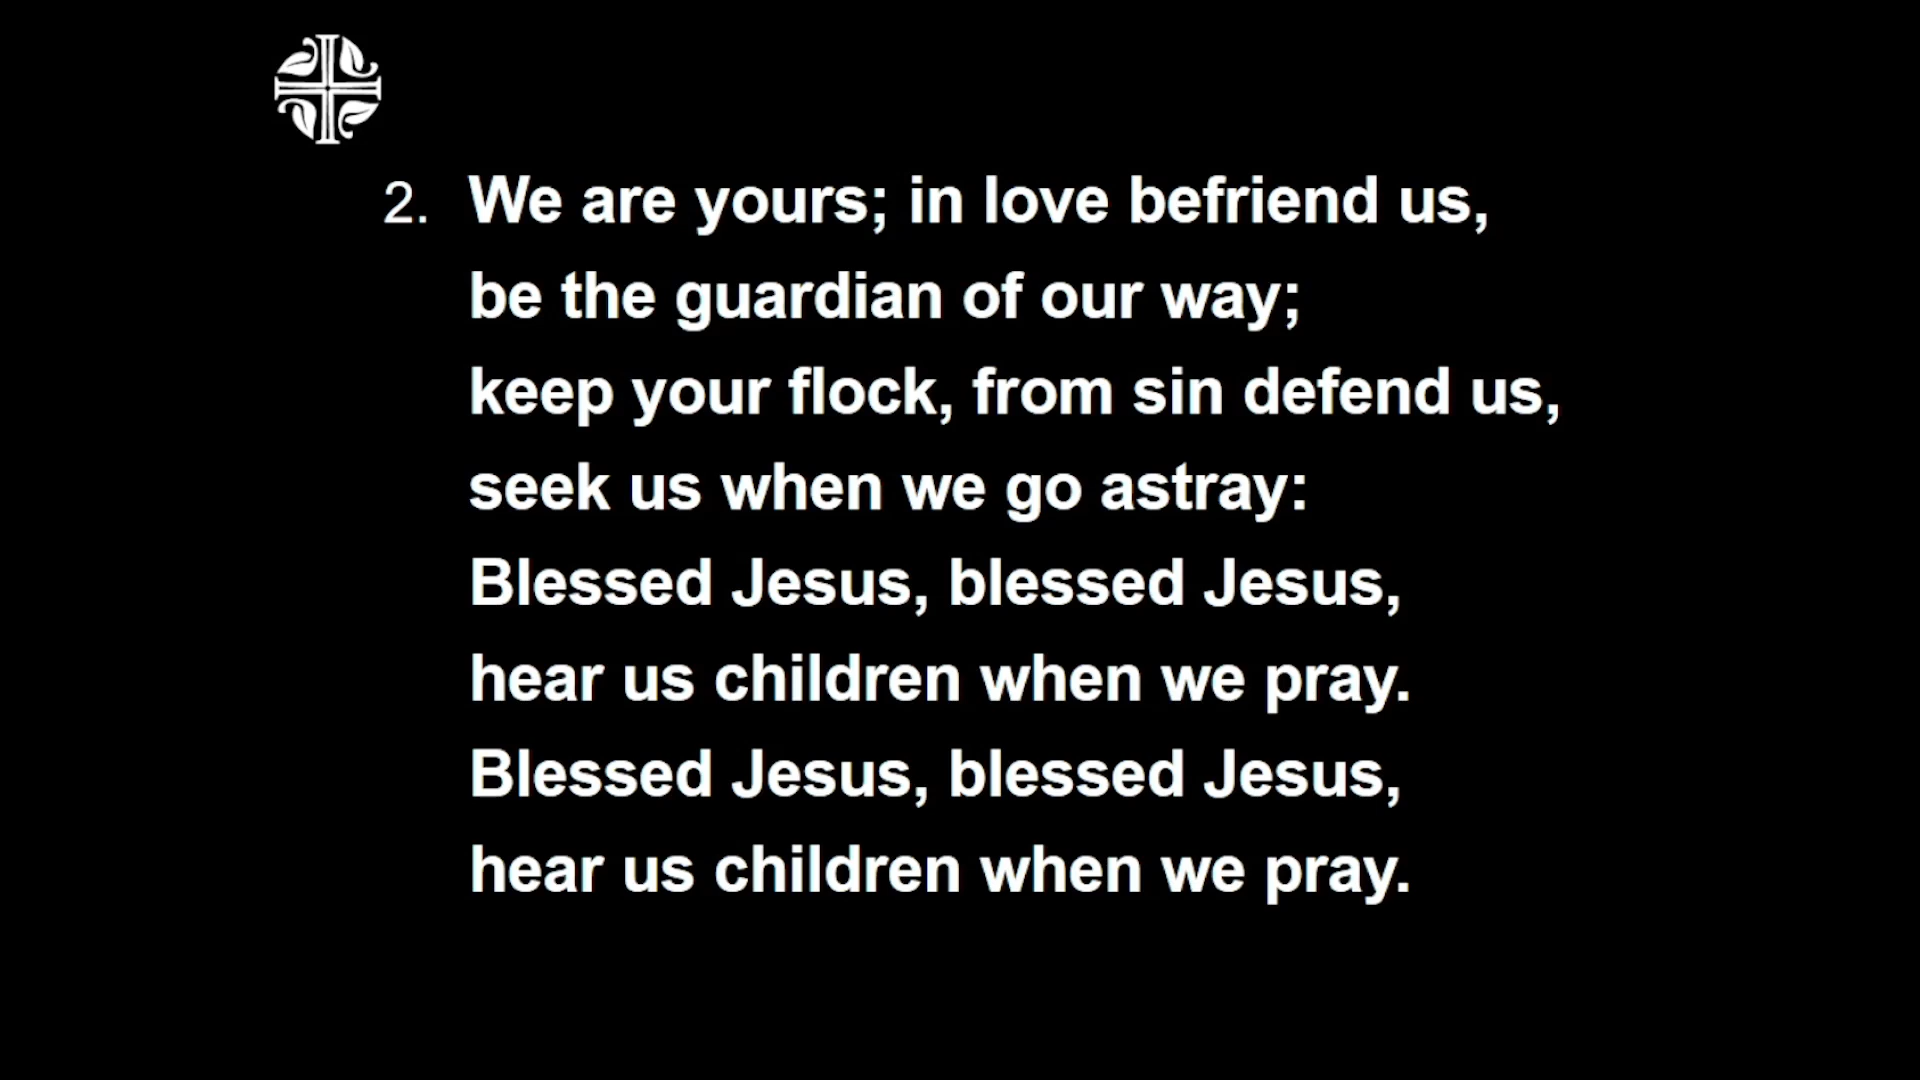 2. We are yours; in love befriend us,
be the guardian of our way;
keep your flock, from sin defend us,
seek us when we go astray:
Blessed Jesus, blessed Jesus,
hear us children when we pray.
Blessed Jesus, blessed Jesus,
hear us children when we pray.